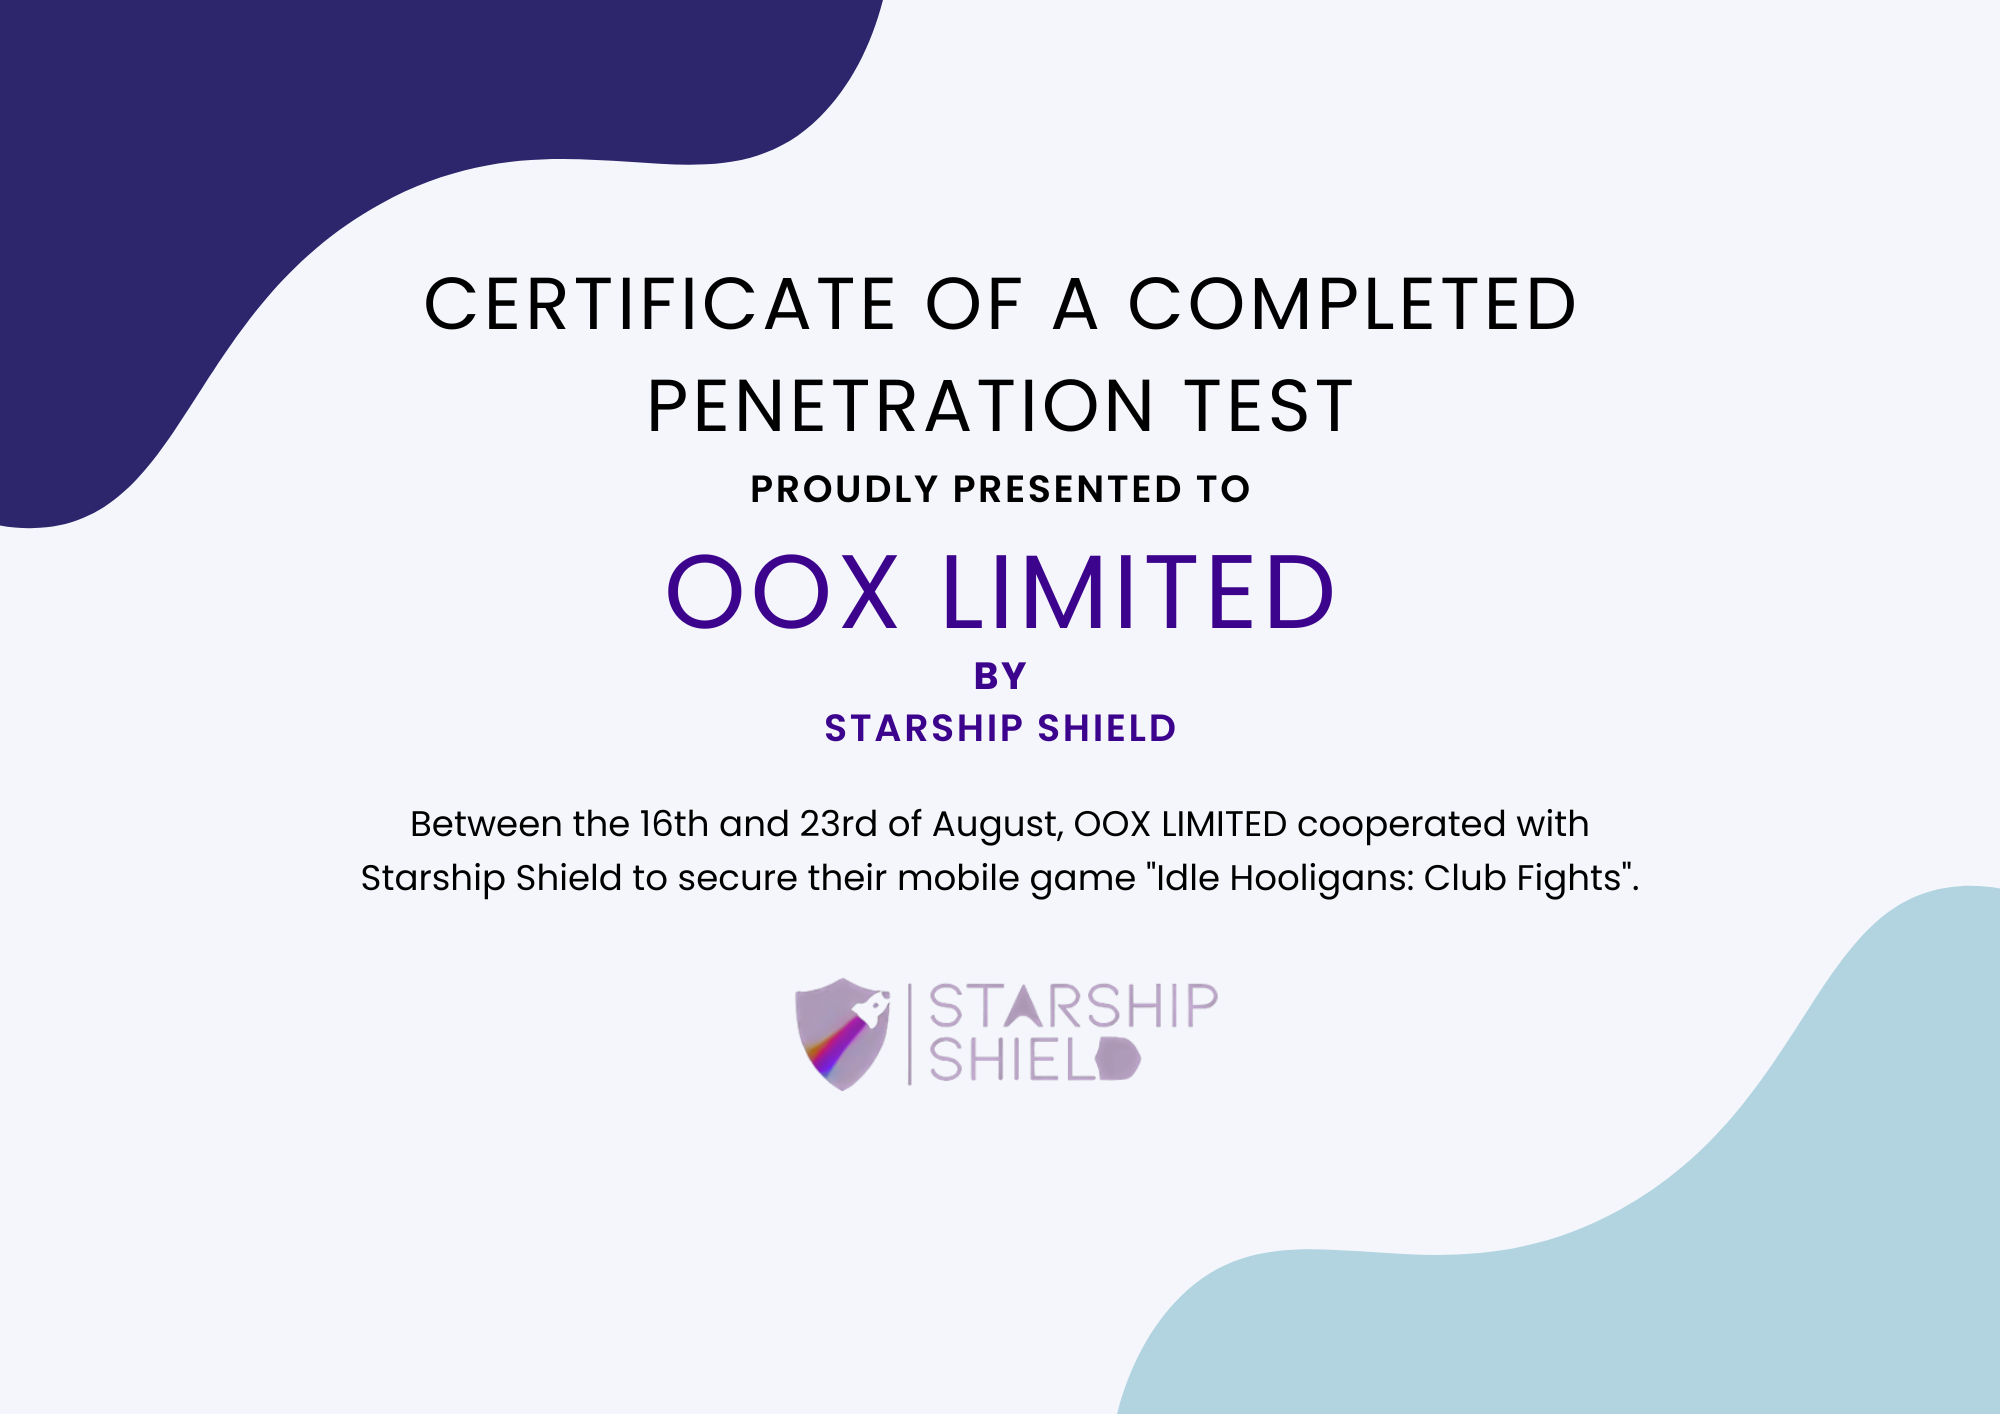 CERTIFICATE OF A COMPLETED
PENETRATION TEST
PROUDLY PRESENTED TO
OOX LIMITED
BY
STARSHIP SHIELD
Between the 16th and 23rd of August, OOX LIMITED cooperated with
Starship Shield to secure their mobile game "Idle Hooligans: Club Fights".
STARSHIP
SHIELD